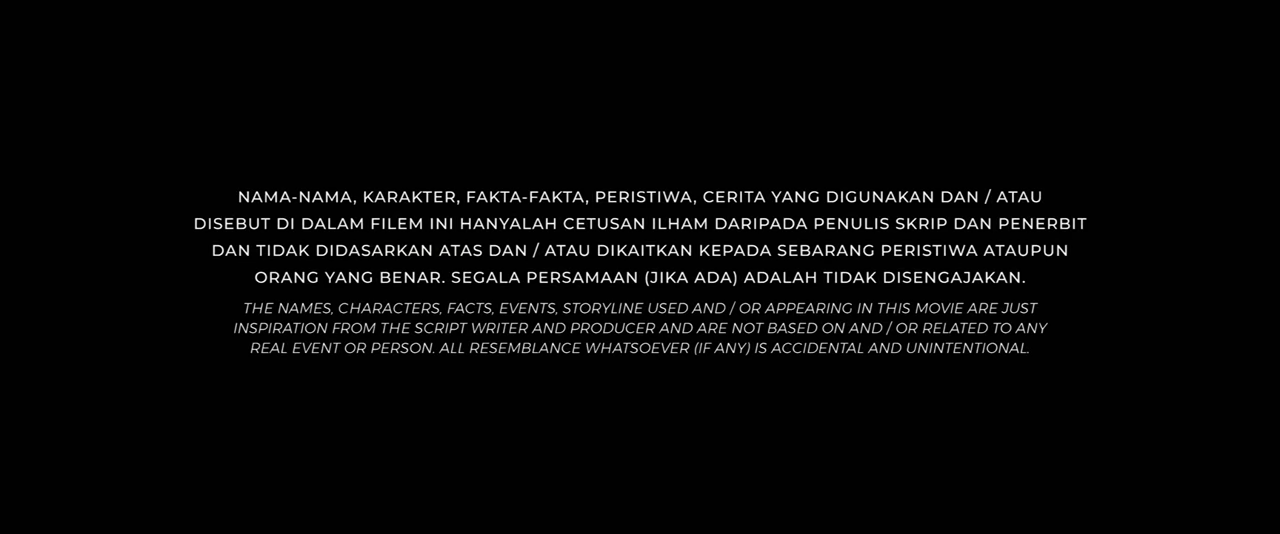 NAMA-NAMA, KARAKTER, FAKTA-FAKTA, PERISTIWA, CERITA YANG DIGUNAKAN DAN / ATAU
DISEBUT DI DALAM FILEM INI HANYALAH CETUSAN ILHAM DARIPADA PENULIS SKRIP DAN PENERBIT
DAN TIDAK DIDASARKAN ATAS DAN / ATAU DIKAITKAN KEPADA SEBARANG PERISTIWA ATAUPUN
ORANG YANG BENAR. SEGALA PERSAMAAN (JIKA ADA) ADALAH TIDAK DISENGAJAKAN.
THE NAMES, CHARACTERS, FACTS, EVENTS, STORYLINE USED AND / OR APPEARING IN THIS MOVIE ARE JUST
INSPIRATION FROM THE SCRIPT WRITER AND PRODUCER AND ARE NOT BASED ON AND / OR RELATED TO ANY
REAL EVENT OR PERSON. ALL RESEMBLANCE WHATSOEVER (IF ANY) IS ACCIDENTAL AND UNINTENTIONAL.